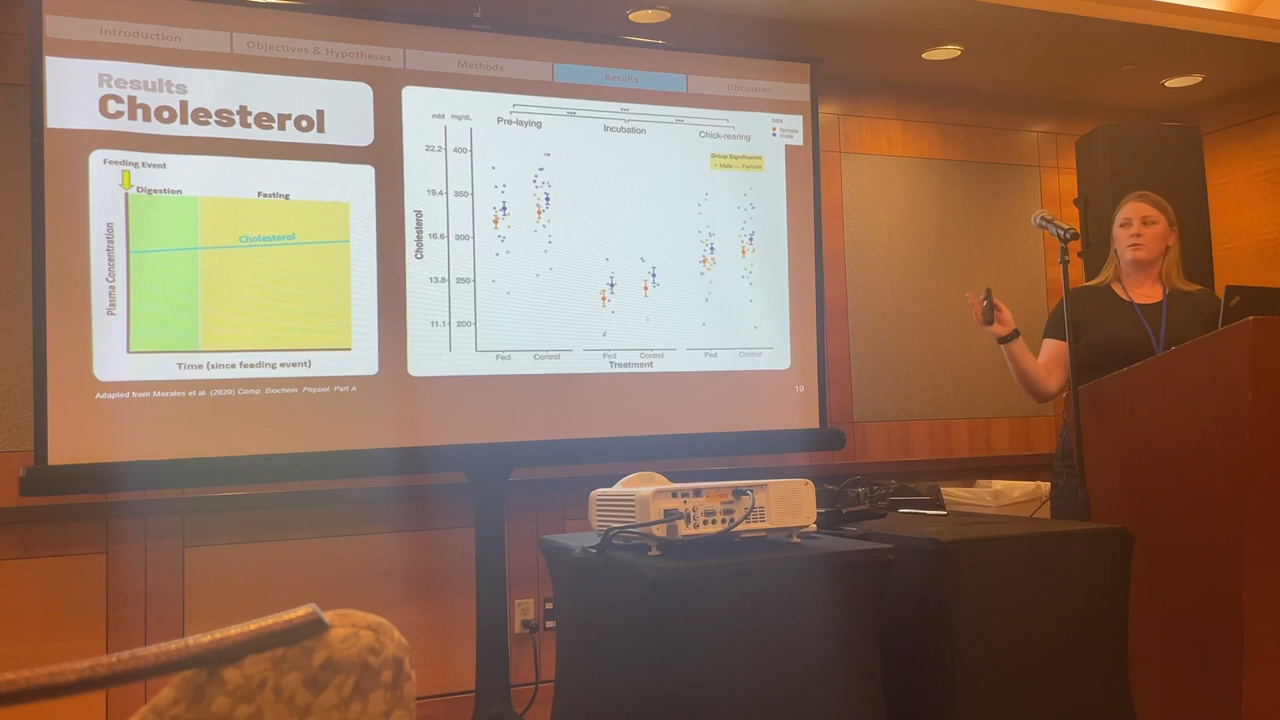 Introduction
Objectives & Hypotheses
Methods
Results
Discussion
Results
Cholesterol
Feeding Event
Digestion
Fasting
Cholesterol
Plasma Concentration
Time (since feeding event)
Adapted from Morales et al. (2020) Comp. Biochem. Physiol. Part A
mM
mg/dL
Pre-laying
Incubation
Chick-rearing
***
***
***
sex
female
male
Group Significance
* Male — Female
22.2
400
19.4
350
16.6
300
13.8
250
11.1
200
Cholesterol
Fed
Control
Fed
Control
Fed
Control
Treatment
19